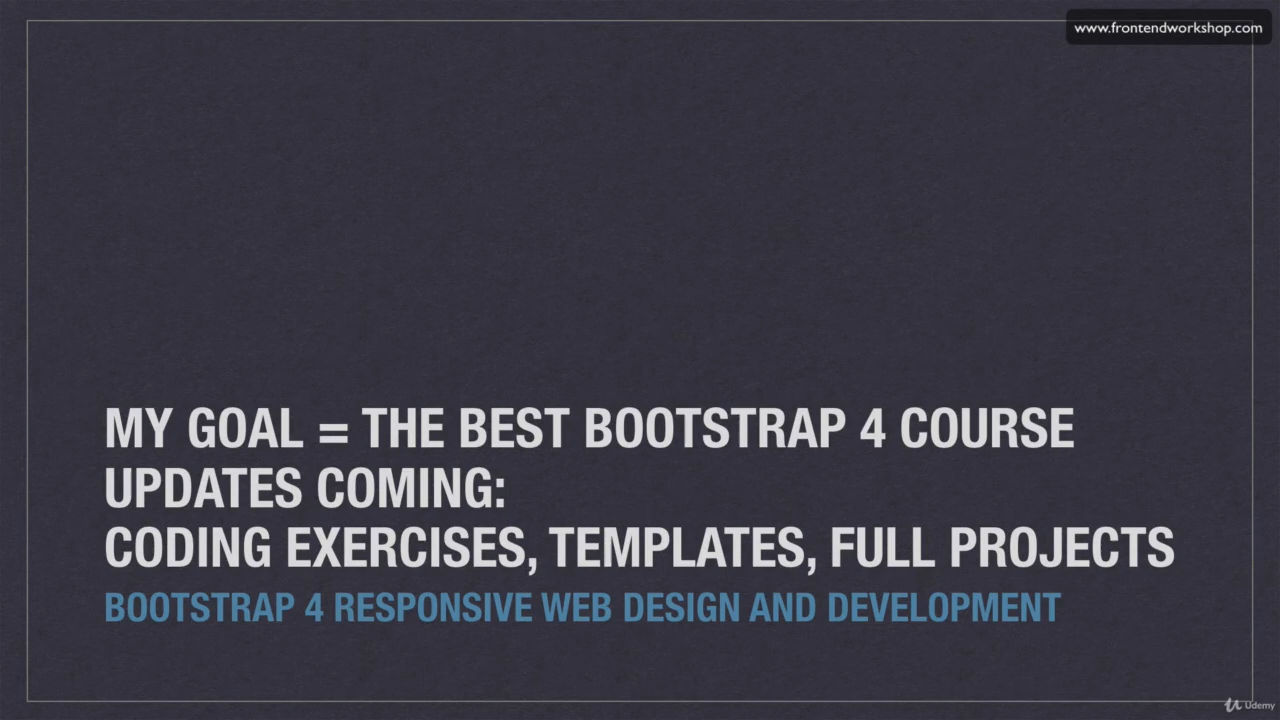 www.frontendworkshop.com
MY GOAL = THE BEST BOOTSTRAP 4 COURSE
UPDATES COMING:
CODING EXERCISES, TEMPLATES, FULL PROJECTS
BOOTSTRAP 4 RESPONSIVE WEB DESIGN AND DEVELOPMENT
Udemy